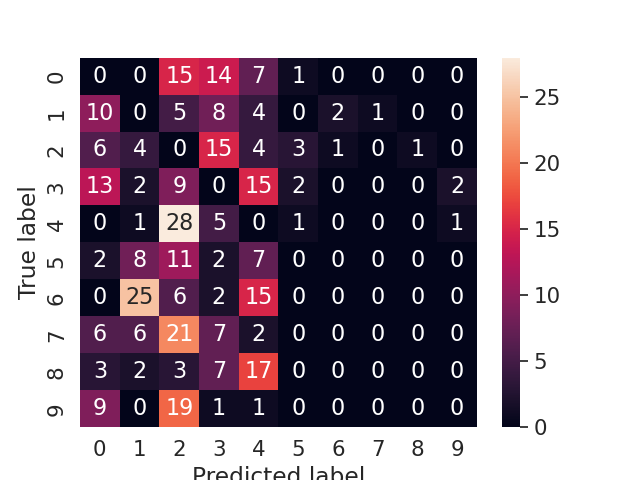 0 0 0 15 14 7 1 0 0 0 0
1 10 0 5 8 4 0 2 1 0 0
2 6 4 0 15 4 3 1 0 1 0
3 13 2 9 0 15 2 0 0 0 2
4 0 1 28 5 0 1 0 0 0 1
5 2 8 11 2 7 0 0 0 0 0
6 0 25 6 2 15 0 0 0 0 0
7 6 6 21 7 2 0 0 0 0 0
8 3 2 3 7 17 0 0 0 0 0
9 9 0 19 1 1 0 0 0 0 0
0 1 2 3 4 5 6 7 8 9
Predicted label
True label
25
20
15
10
5
0